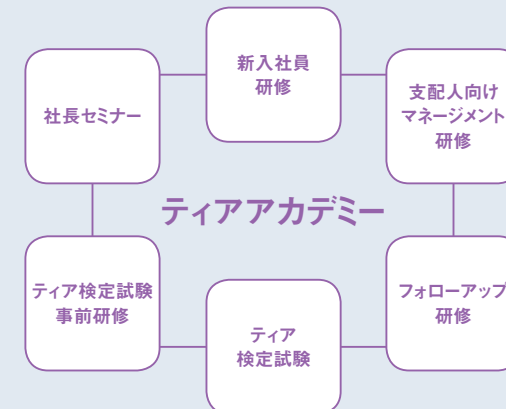 新入社員
研修
社長セミナー
支配人向け
マネージメント
研修
ティアアカデミー
ティア検定試験
事前研修
フォローアップ
研修
ティア
検定試験